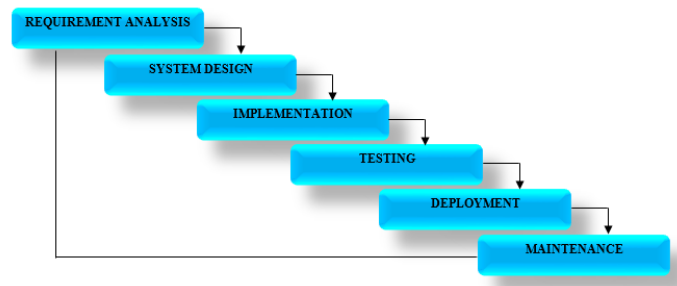 REQUIREMENT ANALYSIS
SYSTEM DESIGN
IMPLEMENTATION
TESTING
DEPLOYMENT
MAINTENANCE